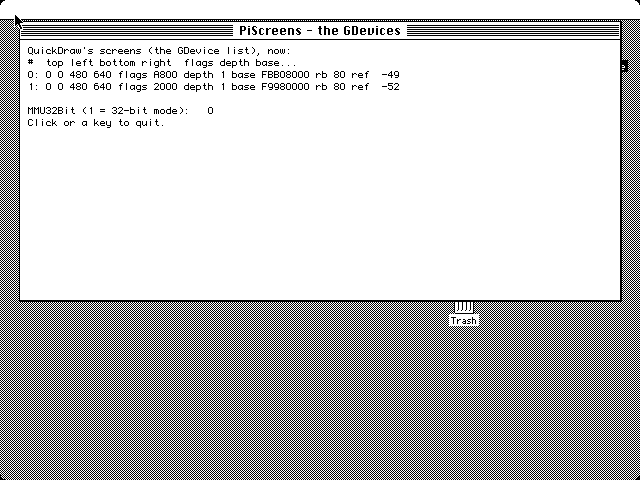 PiScreens - the GDevices
QuickDraw's screens (the GDevice list), now:
# top left bottom right flags depth base...
0: 0 0 480 640 flags A800 depth 1 base FBB08000 rb 80 ref -49
1: 0 0 480 640 flags 2000 depth 1 base F9980000 rb 80 ref -52
MMU32Bit (1 = 32-bit mode): 0
Click or a key to quit.
Trash